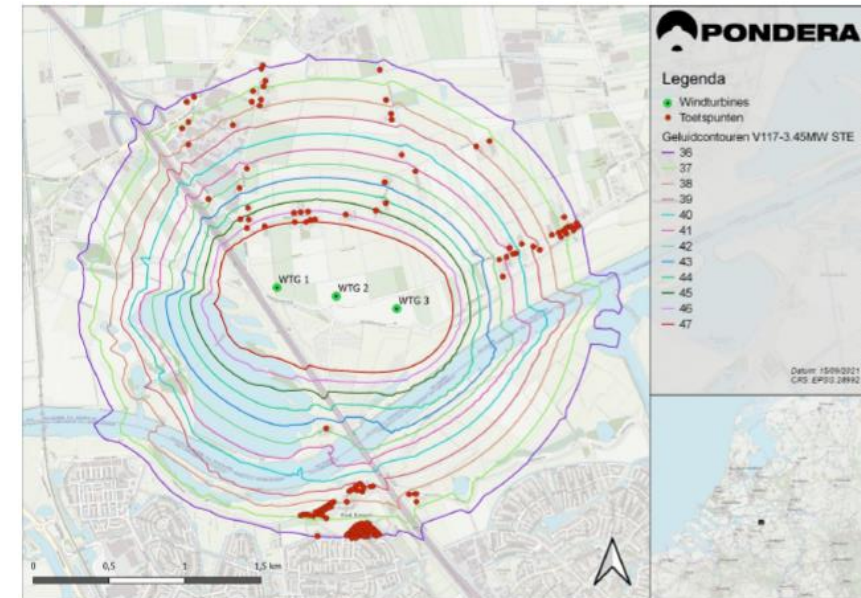 PONDERA
Legenda
Windturbines
Toetspunten
Geluidcontouren V117-3.45MW STE
36
37
38
39
40
41
42
43
44
45
46
47
WTG 1
WTG 2
WTG 3
Datum: 15/09/2021
CRS: EPSG:28992
0
0,5
1
1,5 km